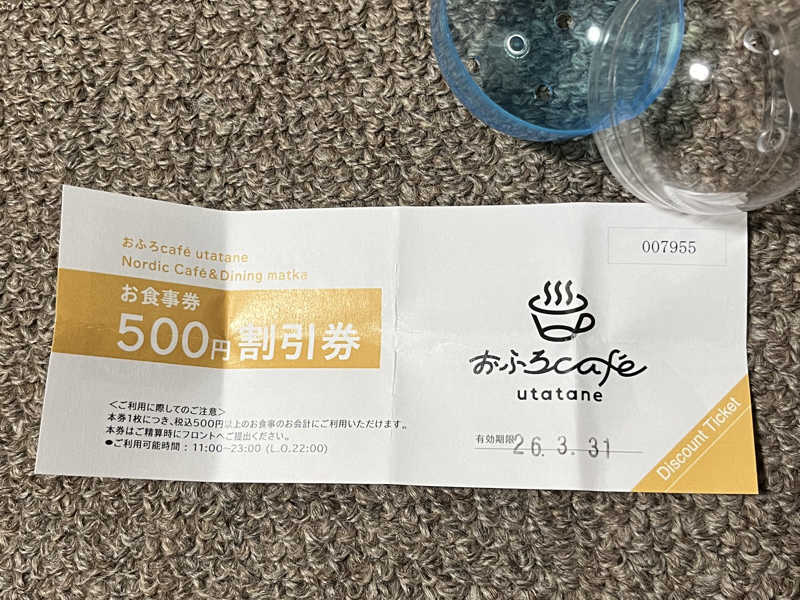 おふろcafé utatane
Nordic Café&Dining matka
お食事券
500円割引券
<ご利用に際してのご注意>
本券1枚につき、税込500円以上のお食事のお会計にご利用いただけます。
本券はご精算時にフロントへご提出ください。
●ご利用可能時間：11:00~23:00 (L.O.22:00)
007955
おふろcafé
utatane
有効期限 26.3.31
Discount Ticket